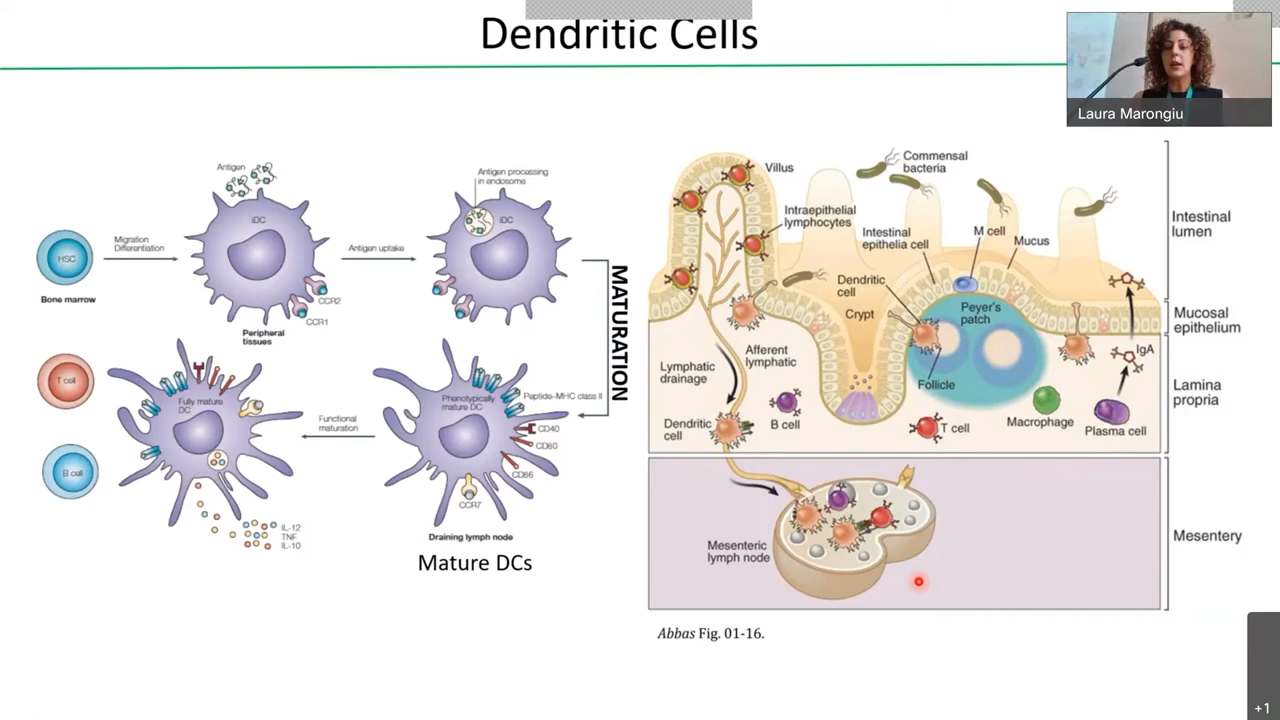 Dendritic Cells
Laura Marongiu
Antigen
iDC
HSC
Bone marrow
Migration
Differentiation
CCR2
CCR1
Peripheral
tissues
Antigen uptake
Antigen processing
in endosome
iDC
MATURATION
T cell
B cell
Fully mature
DC
IL-12
TNF
IL-10
Functional
maturation
Phenotypically
mature DC
Peptide-MHC class II
CD40
CD80
CD86
CCR7
Draining lymph node
Mature DCs
Villus
Commensal
bacteria
Intraepithelial
lymphocytes
Intestinal
epithelia cell
M cell
Mucus
Dendritic
cell
Crypt
Peyer's
patch
Follicle
Lymphatic
drainage
Afferent
lymphatic
Dendritic
cell
B cell
T cell
Macrophage
Plasma cell
IgA
Intestinal
lumen
Mucosal
epithelium
Lamina
propria
Mesenteric
lymph node
Mesentery
Abbas Fig. 01-16.
+1